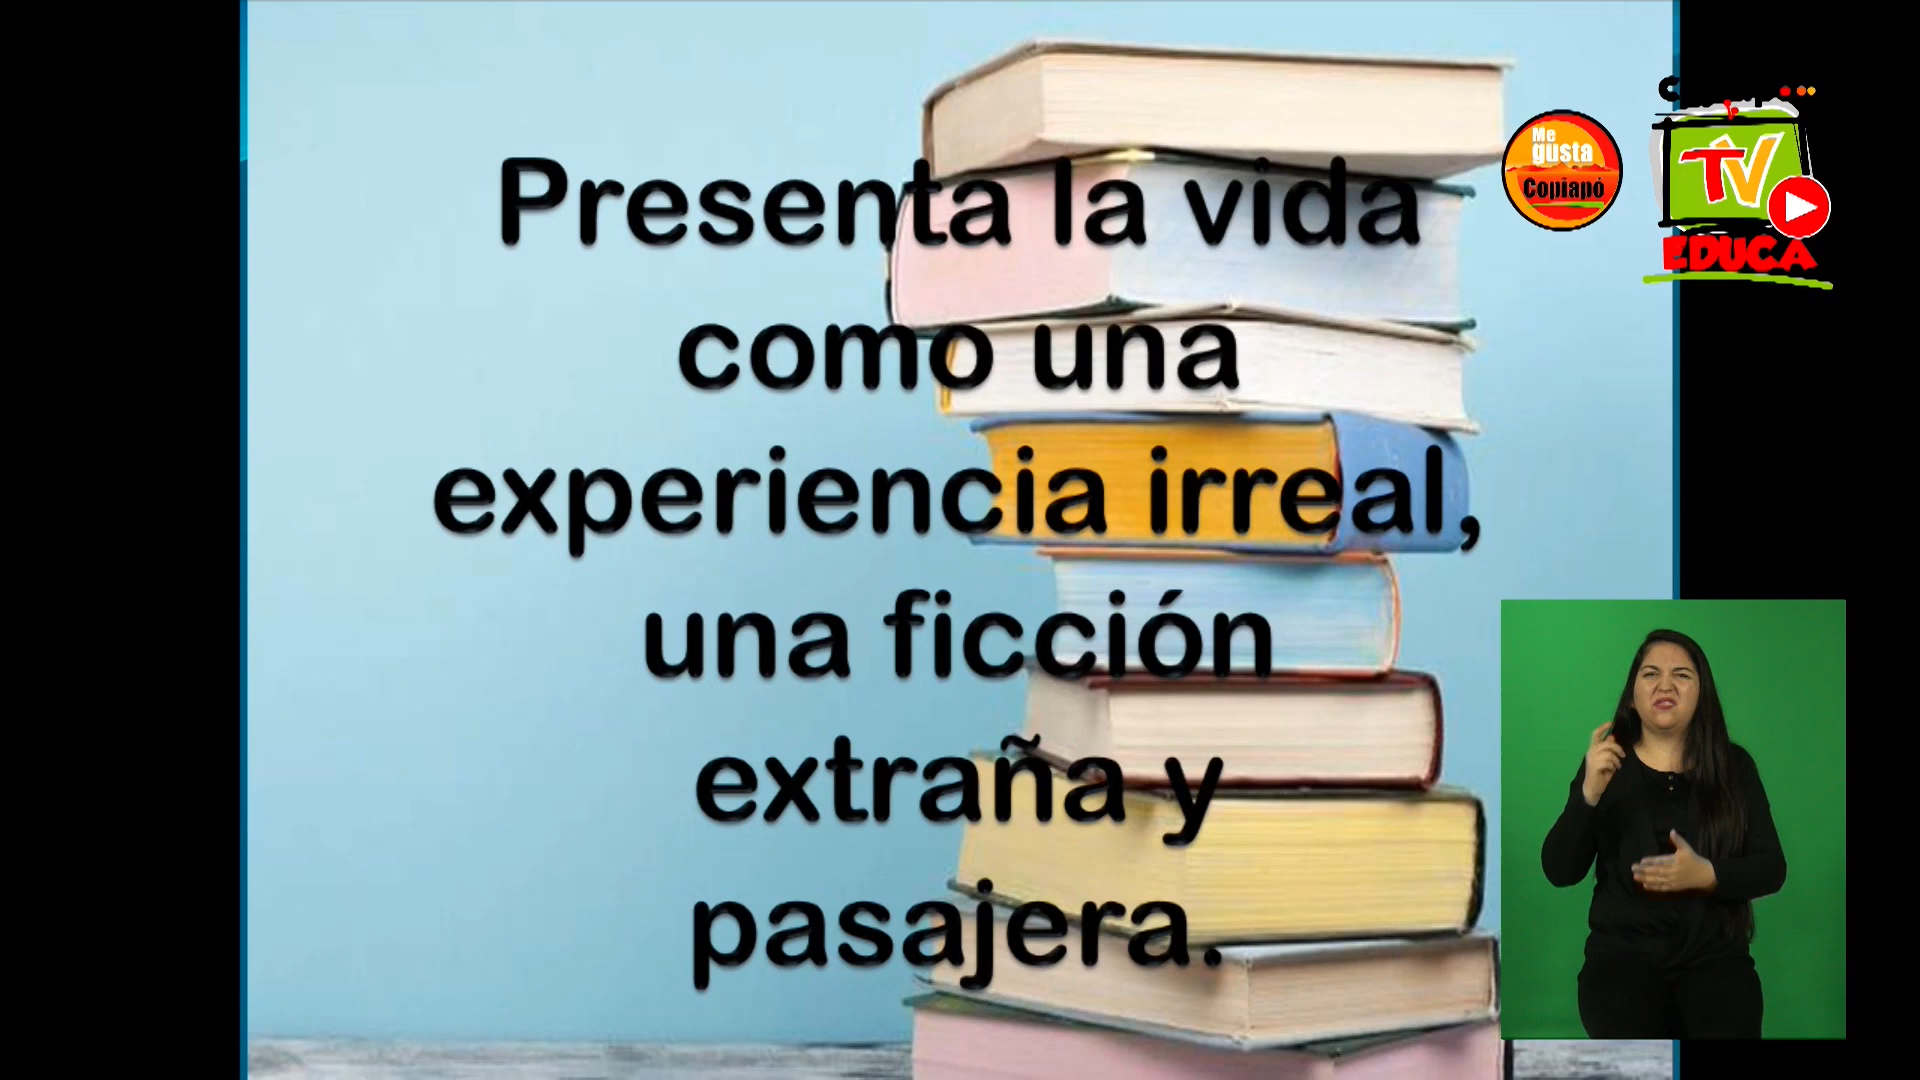 Presenta la vida
como una
experiencia irreal,
una ficción
extraña y
pasajera.
Me
gusta
Copiapó
TV
EDUCA